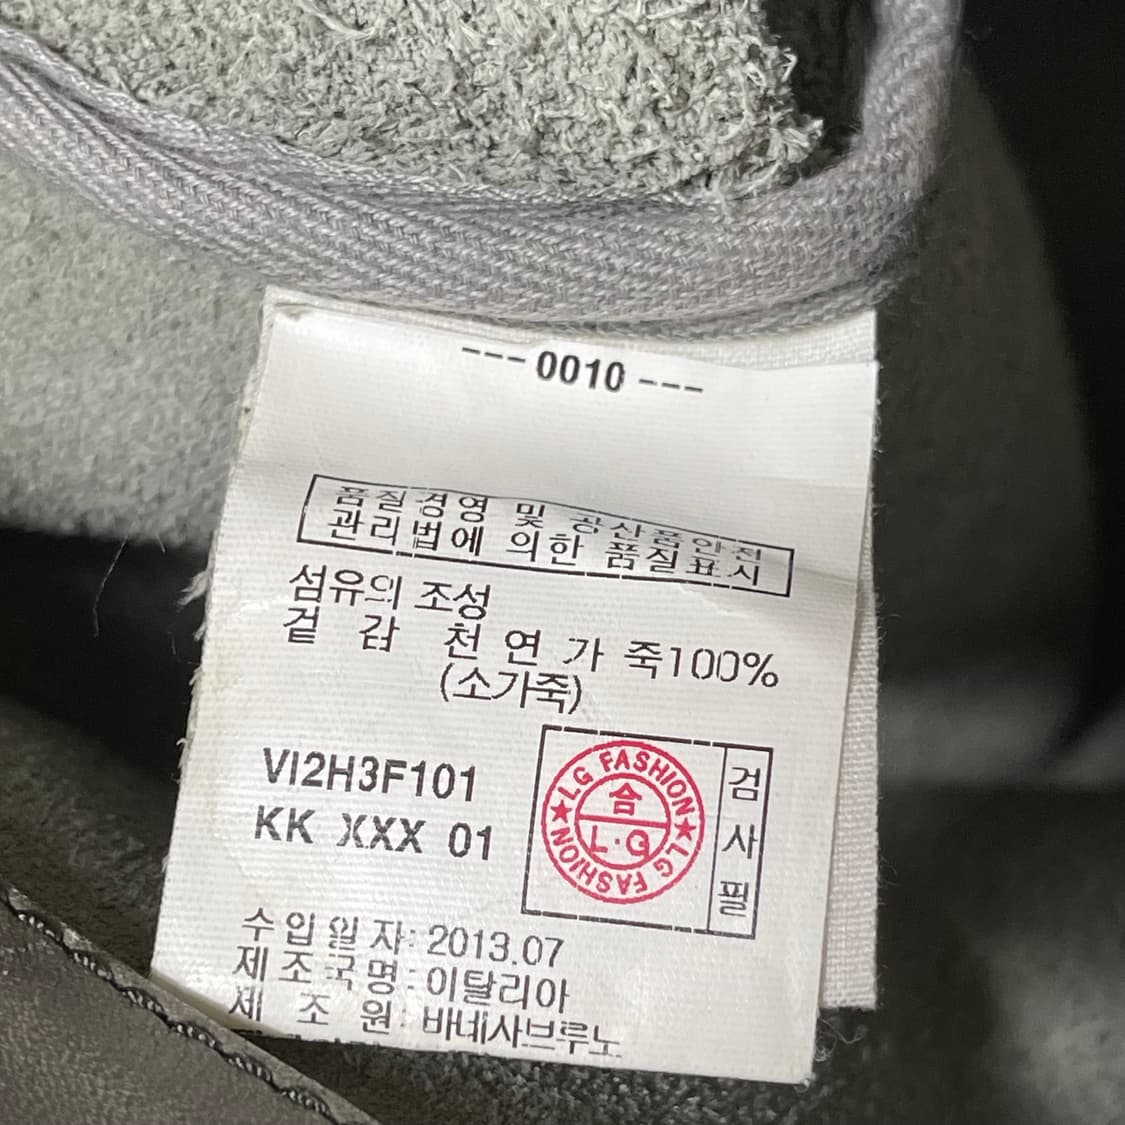 --- 0010 ---
품질경영 및 공산품안전
관리법에 의한 품질표시
섬유의 조성
겉 감 천 연 가 죽100%
(소가죽)
VI2H3F101
KK XXX 01
LG FASHION
合
L·G
LG FASHION
검
사
필
수 입 일 자: 2013.07
제 조 국 명 : 이탈리아
제 조 원 : 바네사브루노